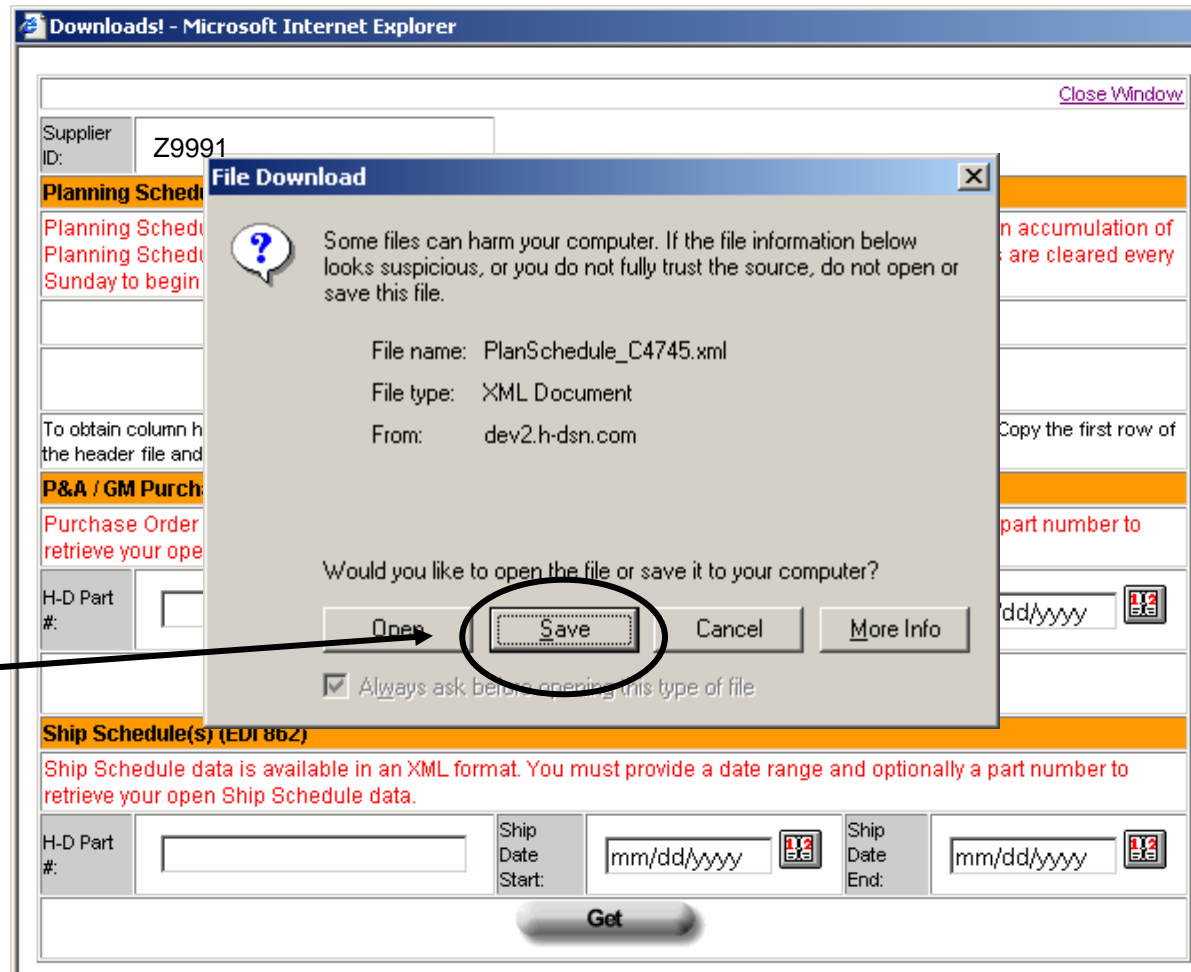 Downloads! - Microsoft Internet Explorer
Close Window
Supplier
ID:
Z9991
Planning
Planning
Planning
Sunday to begin
n accumulation of
are cleared every
To obtain column
the header file and
Copy the first row of
P&A / GM
Purchase Order
retrieve your
part number to
H-D Part
#:
dd/yyyy
File Download
Some files can harm your computer. If the file information below
looks suspicious, or you do not fully trust the source, do not open or
save this file.
File name: PlanSchedule_C4745.xml
File type: XML Document
From: dev2.h-dsn.com
Would you like to open the file or save it to your computer?
Open
Save
Cancel
More Info
Always ask before opening this type of file
Ship Schedule(s) (EDI 862)
Ship Schedule data is available in an XML format. You must provide a date range and optionally a part number to
retrieve your open Ship Schedule data.
H-D Part
#:
Ship
Date
Start:
mm/dd/yyyy
Ship
Date
End:
mm/dd/yyyy
Get